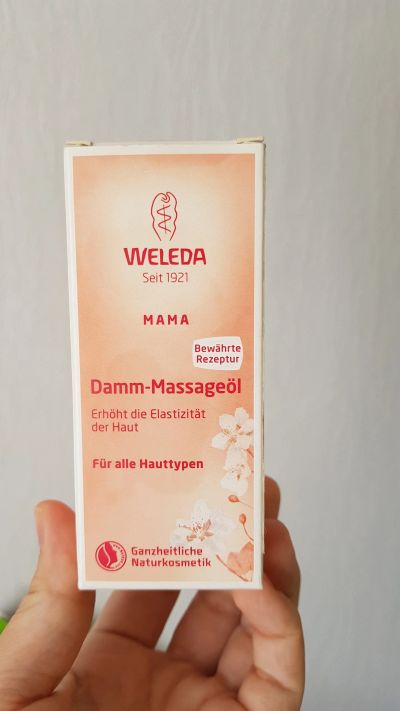 WELEDA
Seit 1921
MAMA
Bewährte
Rezeptur
Damm-Massageöl
Erhöht die Elastizität
der Haut
Für alle Hauttypen
Ganzheitliche
Naturkosmetik